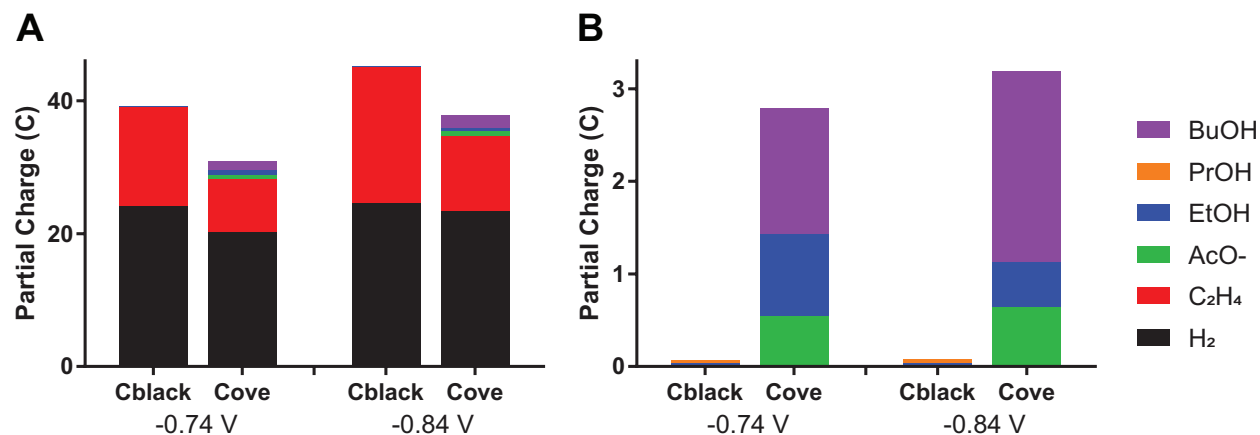 A
Partial Charge (C)
40
20
0
Cblack Cove Cblack Cove
-0.74 V -0.84 V
B
Partial Charge (C)
3
2
1
0
Cblack Cove Cblack Cove
-0.74 V -0.84 V
BuOH
PrOH
EtOH
AcO-
C₂H₄
H₂